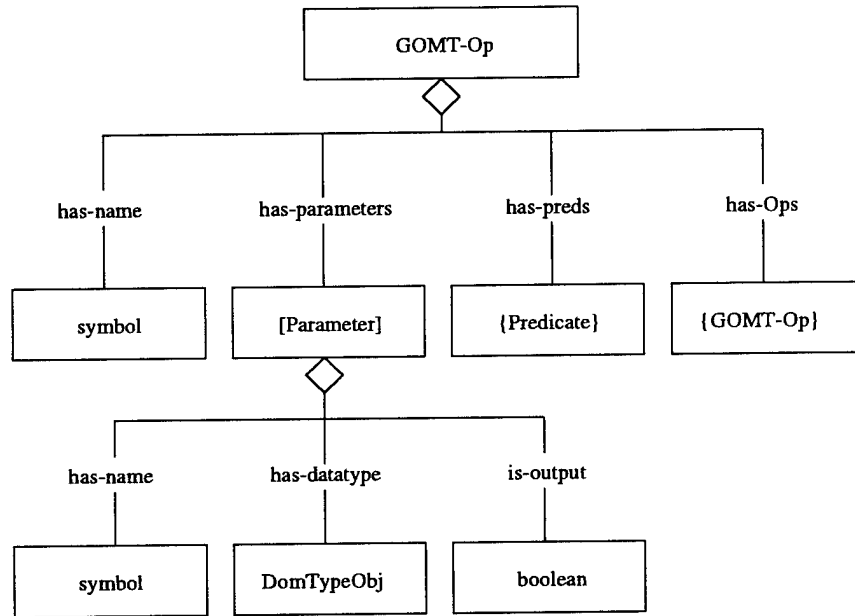 GOMT-Op
has-name
has-parameters
has-preds
has-Ops
symbol
[Parameter]
{Predicate}
{GOMT-Op}
has-name
has-datatype
is-output
symbol
DomTypeObj
boolean